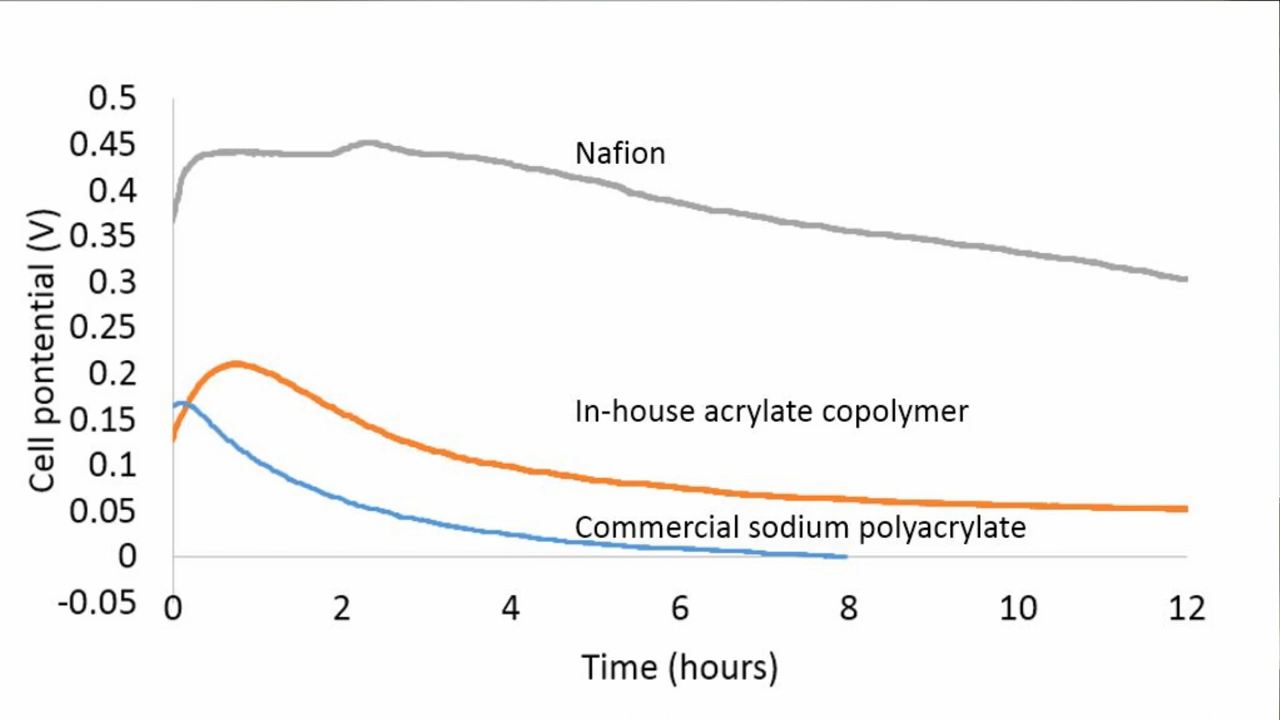 0.5
0.45
0.4
0.35
0.3
0.25
0.2
0.15
0.1
0.05
0
-0.05
Cell pontential (V)
Nafion
In-house acrylate copolymer
Commercial sodium polyacrylate
0 2 4 6 8 10 12
Time (hours)